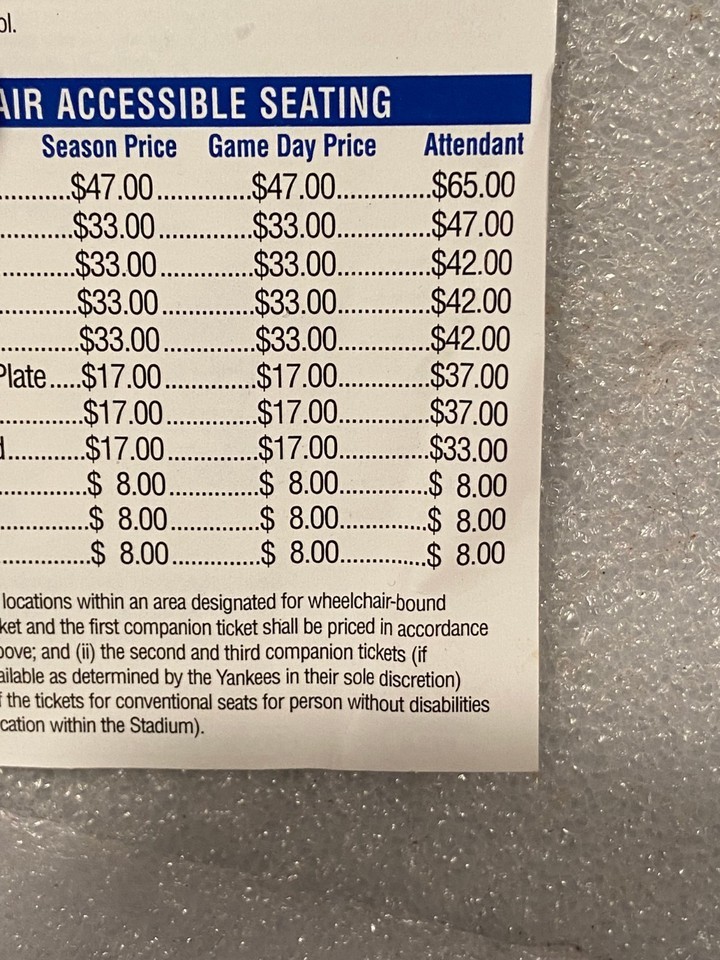 ol.
AIR ACCESSIBLE SEATING
Season Price Game Day Price Attendant
...........$47.00..............$47.00..............$65.00
...........$33.00..............$33.00..............$47.00
...........$33.00..............$33.00..............$42.00
...........$33.00..............$33.00..............$42.00
...........$33.00..............$33.00..............$42.00
Plate.....$17.00..............$17.00..............$37.00
.............$17.00..............$17.00..............$37.00
d...........$17.00..............$17.00..............$33.00
.............$ 8.00..............$ 8.00..............$ 8.00
.............$ 8.00..............$ 8.00..............$ 8.00
.............$ 8.00..............$ 8.00..............$ 8.00
locations within an area designated for wheelchair-bound
ket and the first companion ticket shall be priced in accordance
bove; and (ii) the second and third companion tickets (if
ailable as determined by the Yankees in their sole discretion)
f the tickets for conventional seats for person without disabilities
cation within the Stadium).